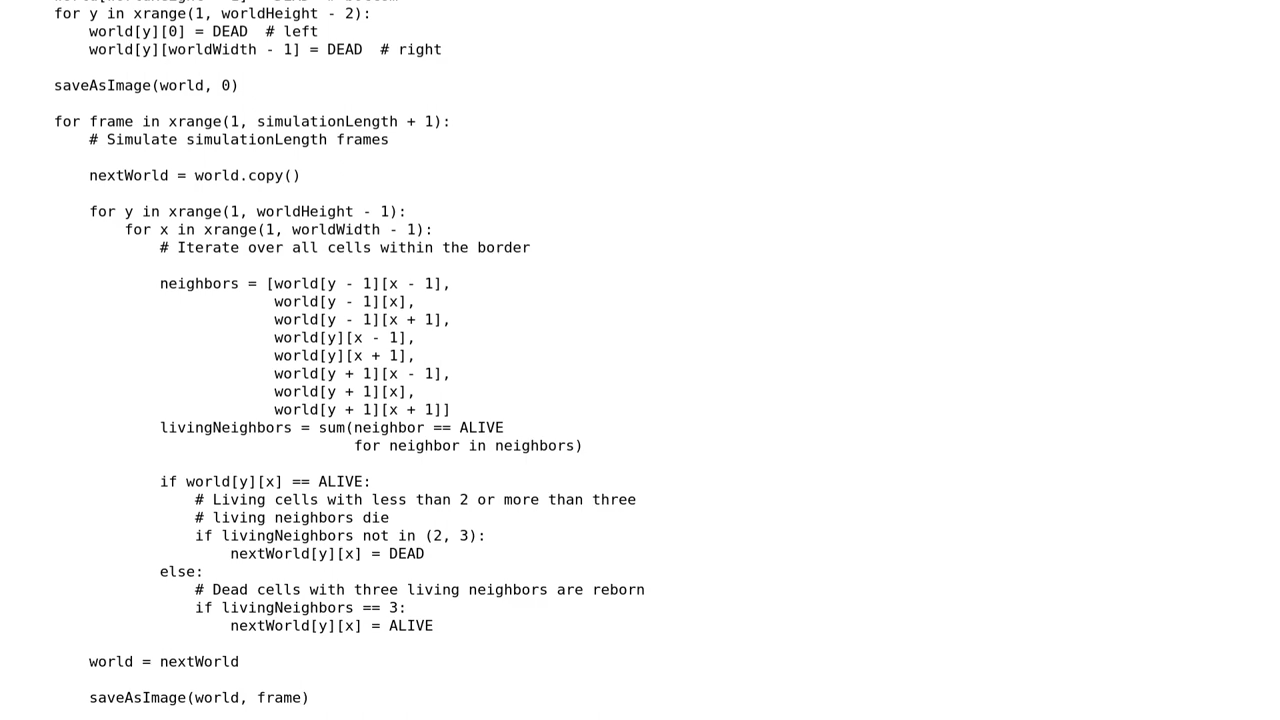 for y in xrange(1, worldHeight - 2):
    world[y][0] = DEAD  # left
    world[y][worldWidth - 1] = DEAD  # right

saveAsImage(world, 0)

for frame in xrange(1, simulationLength + 1):
    # Simulate simulationLength frames

    nextWorld = world.copy()

    for y in xrange(1, worldHeight - 1):
        for x in xrange(1, worldWidth - 1):
            # Iterate over all cells within the border

            neighbors = [world[y - 1][x - 1],
                         world[y - 1][x],
                         world[y - 1][x + 1],
                         world[y][x - 1],
                         world[y][x + 1],
                         world[y + 1][x - 1],
                         world[y + 1][x],
                         world[y + 1][x + 1]]
            livingNeighbors = sum(neighbor == ALIVE
                                  for neighbor in neighbors)

            if world[y][x] == ALIVE:
                # Living cells with less than 2 or more than three
                # living neighbors die
                if livingNeighbors not in (2, 3):
                    nextWorld[y][x] = DEAD
            else:
                # Dead cells with three living neighbors are reborn
                if livingNeighbors == 3:
                    nextWorld[y][x] = ALIVE

    world = nextWorld

    saveAsImage(world, frame)